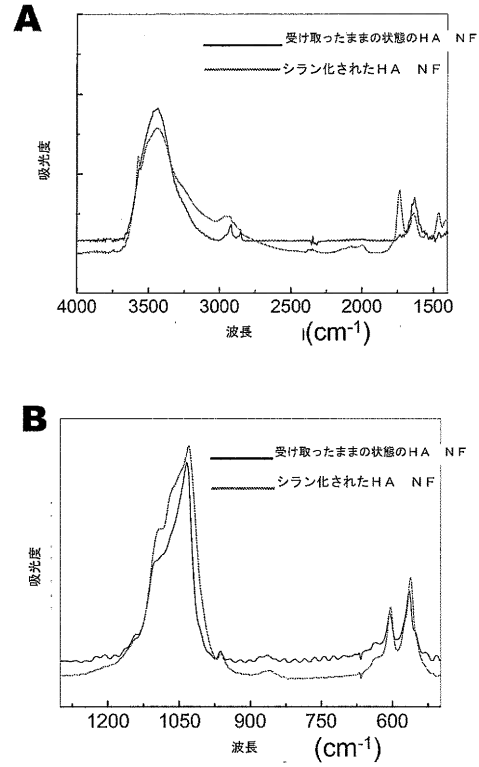 A
受け取ったままの状態のHA NF
シラン化されたHA NF
吸光度
4000 3500 3000 2500 2000 1500
波長 (cm-1)
B
受け取ったままの状態のHA NF
シラン化されたHA NF
吸光度
1200 1050 900 750 600
波長 (cm-1)